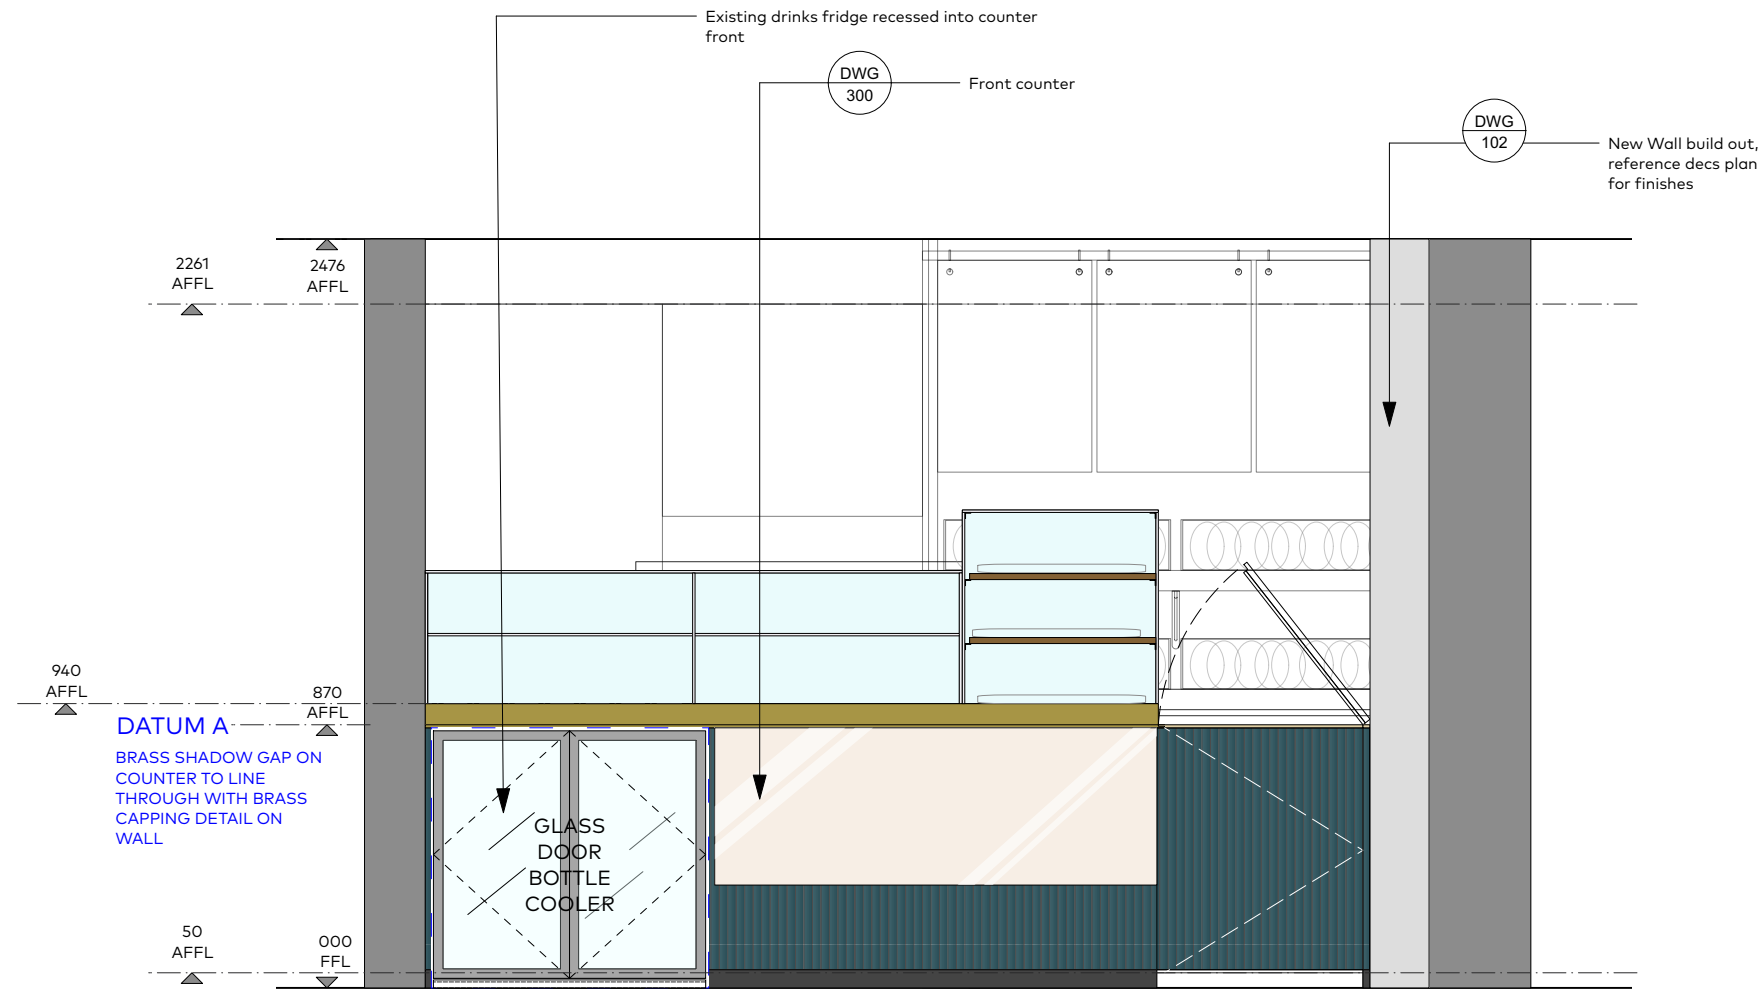 Existing drinks fridge recessed into counter
front
DWG
300
Front counter
DWG
102
New Wall build out,
reference decs plan
for finishes
2261
AFFL
2476
AFFL
940
AFFL
870
AFFL
DATUM A
BRASS SHADOW GAP ON
COUNTER TO LINE
THROUGH WITH BRASS
CAPPING DETAIL ON
WALL
GLASS
DOOR
BOTTLE
COOLER
50
AFFL
000
FFL